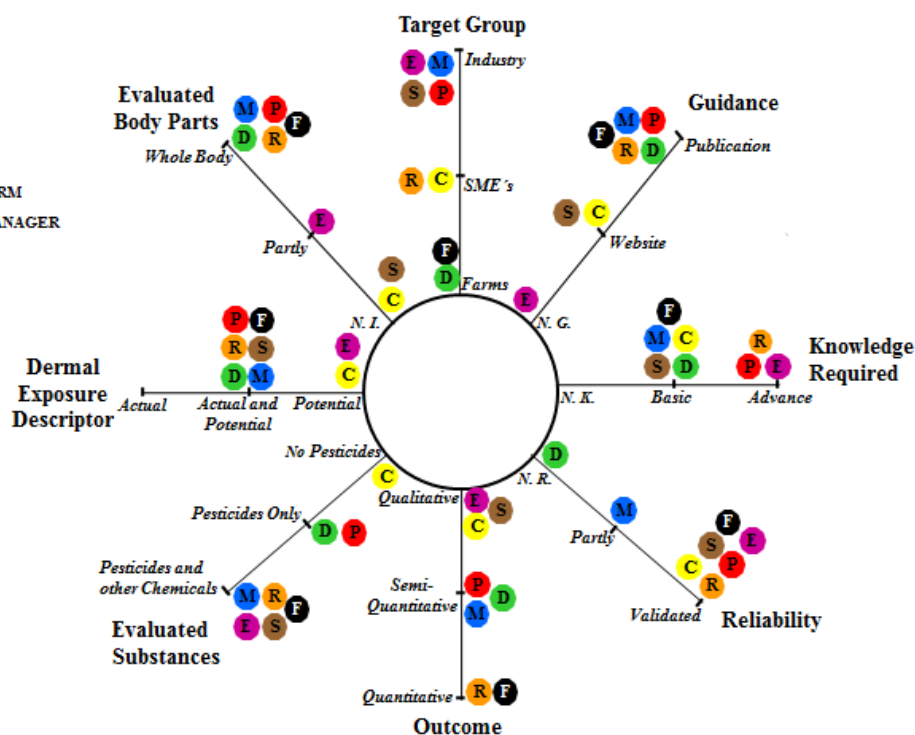 Target Group
E M
Industry
S P
R C
SME´s
F
D
Farms
Guidance
M P
F
R D
Publication
S C
Website
E
N. G.
Knowledge
Required
F
M C
S D
R
P E
N. K.
Basic
Advance
D
N. R.
M
Partly
F
S E
C P
R
Validated
Reliability
Qualitative
E S
C
Semi-
Quantitative
P
D
M
Quantitative
R F
Outcome
No Pesticides
C
Pesticides Only
D P
Pesticides and
other Chemicals
M R
F
E S
Evaluated
Substances
Dermal
Exposure
Descriptor
Actual
P F
R S
D M
Actual and
Potential
E
C
Potential
Evaluated
Body Parts
M P
F
D R
Whole Body
E
Partly
S
C
N. I.
RM
ANAGER